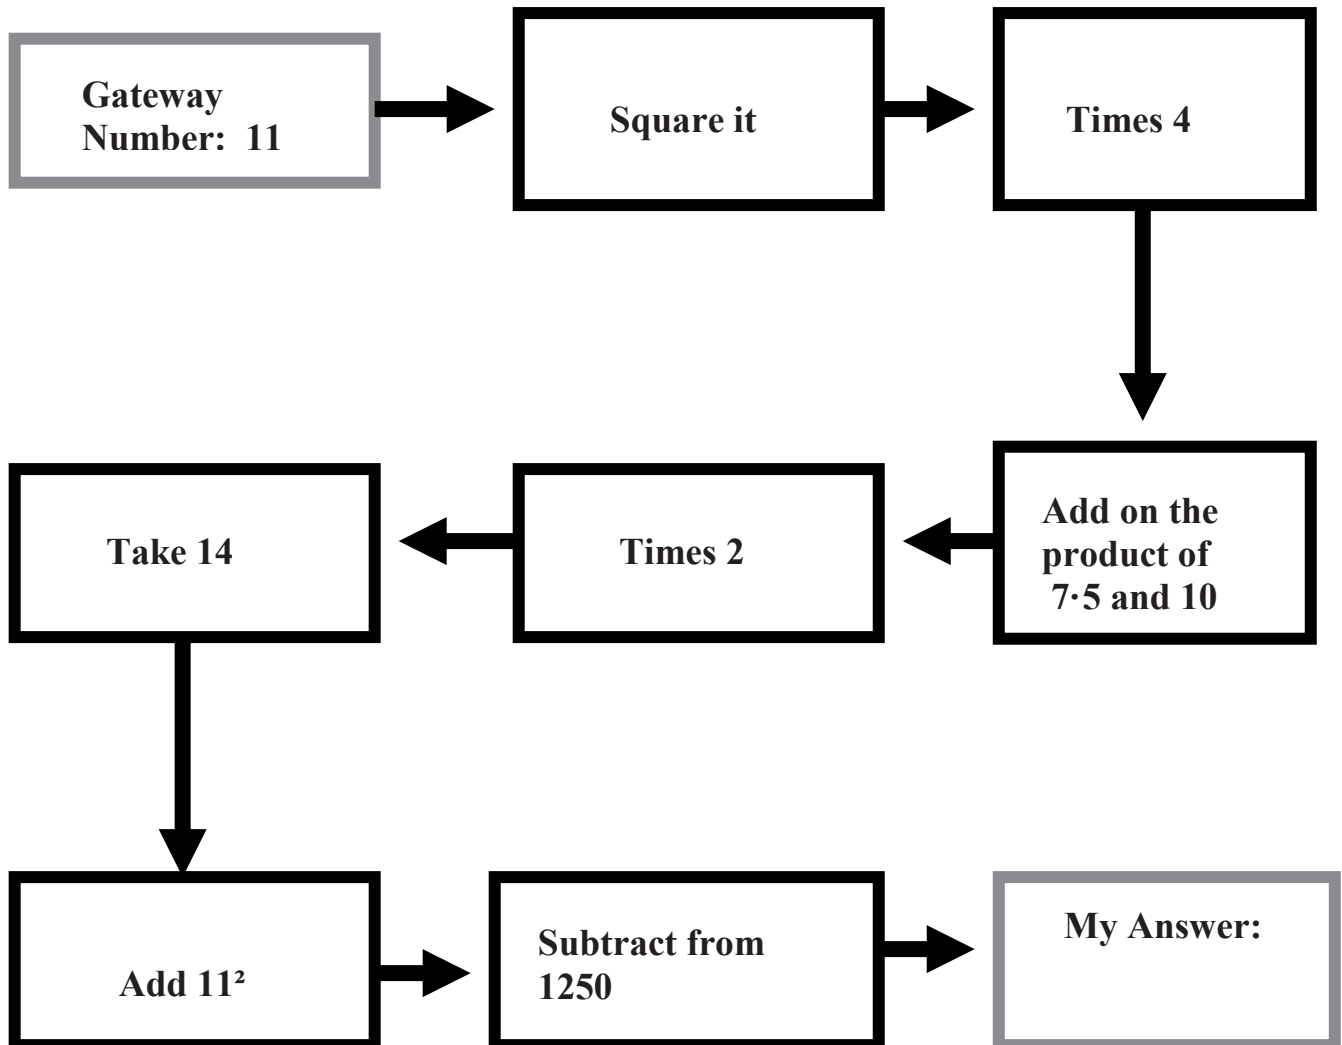 Gateway
Number: 11
Square it
Times 4
Add on the
product of
7·5 and 10
Times 2
Take 14
Add 11²
Subtract from
1250
My Answer: